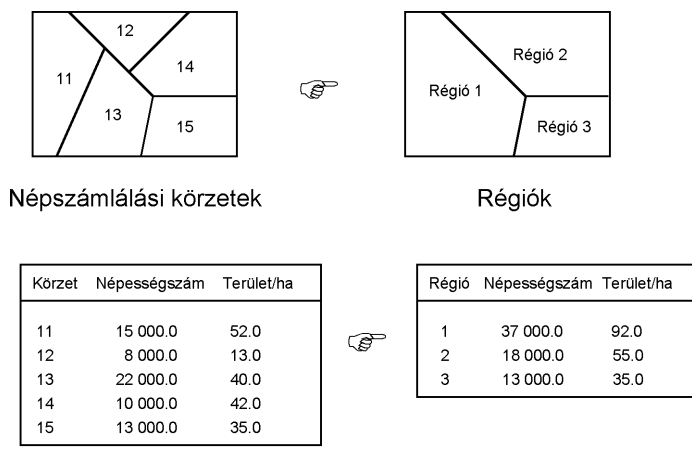 12
11
14
13
15
Régió 2
Régió 1
Régió 3
Népszámlálási körzetek
Régiók
Körzet Népességszám Terület/ha
11 15 000.0 52.0
12 8 000.0 13.0
13 22 000.0 40.0
14 10 000.0 42.0
15 13 000.0 35.0
Régió Népességszám Terület/ha
1 37 000.0 92.0
2 18 000.0 55.0
3 13 000.0 35.0